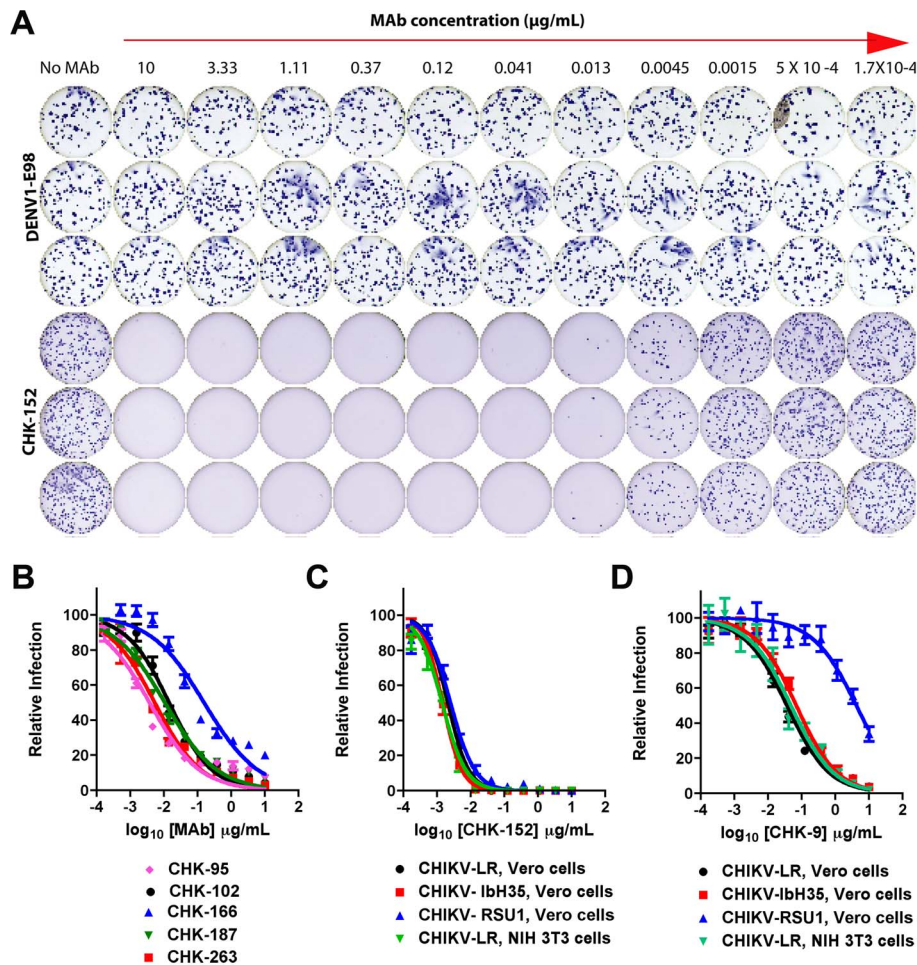 A
MAb concentration (µg/mL)
No MAb 10 3.33 1.11 0.37 0.12 0.041 0.013 0.0045 0.0015 5 X 10 -4 1.7X10-4
DENV1-E98
CHK-152
B
Relative Infection
100
80
60
40
20
0
-4 -3 -2 -1 0 1 2
log10 [MAb] µg/mL
CHK-95
CHK-102
CHK-166
CHK-187
CHK-263
C
Relative Infection
100
80
60
40
20
0
-4 -3 -2 -1 0 1 2
log10 [CHK-152] µg/mL
CHIKV-LR, Vero cells
CHIKV- IbH35, Vero cells
CHIKV- RSU1, Vero cells
CHIKV-LR, NIH 3T3 cells
D
Relative Infection
100
80
60
40
20
0
-4 -3 -2 -1 0 1 2
log10 [CHK-9] µg/mL
CHIKV-LR, Vero cells
CHIKV-IbH35, Vero cells
CHIKV-RSU1, Vero cells
CHIKV-LR, NIH 3T3 cells